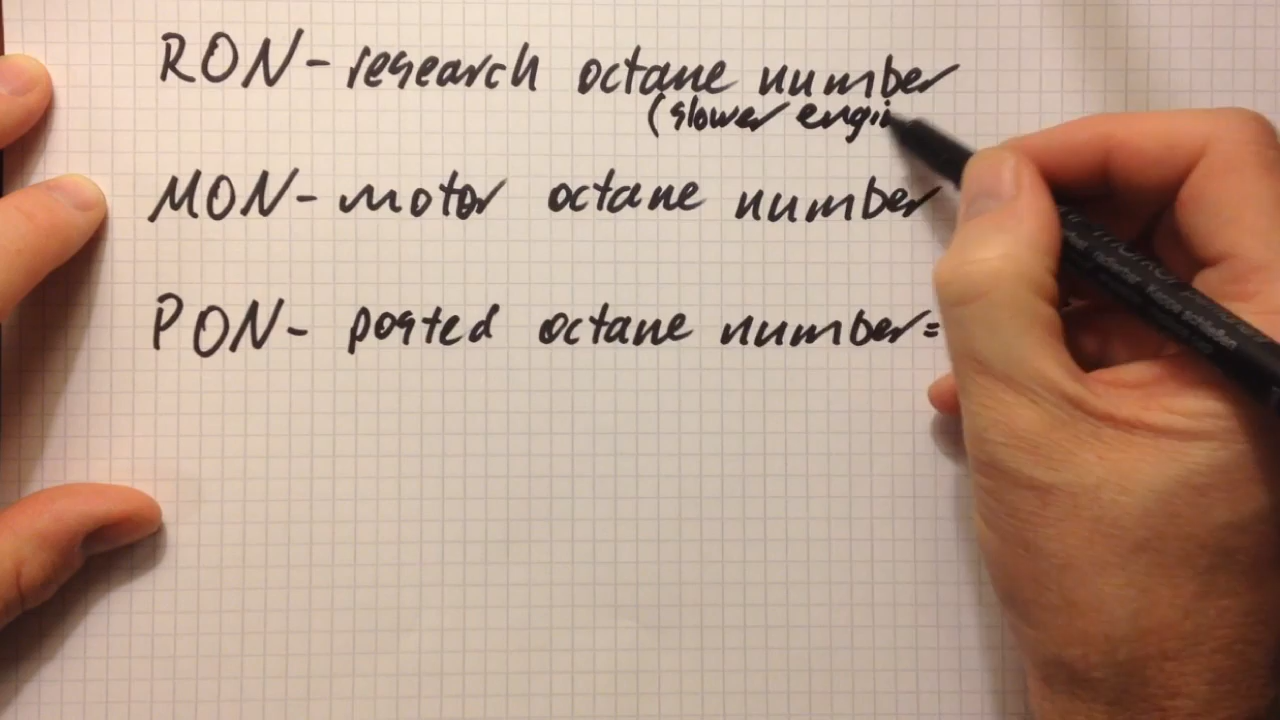 RON- research octane number
(slower engi
MON- motor octane number
PON- posted octane number=